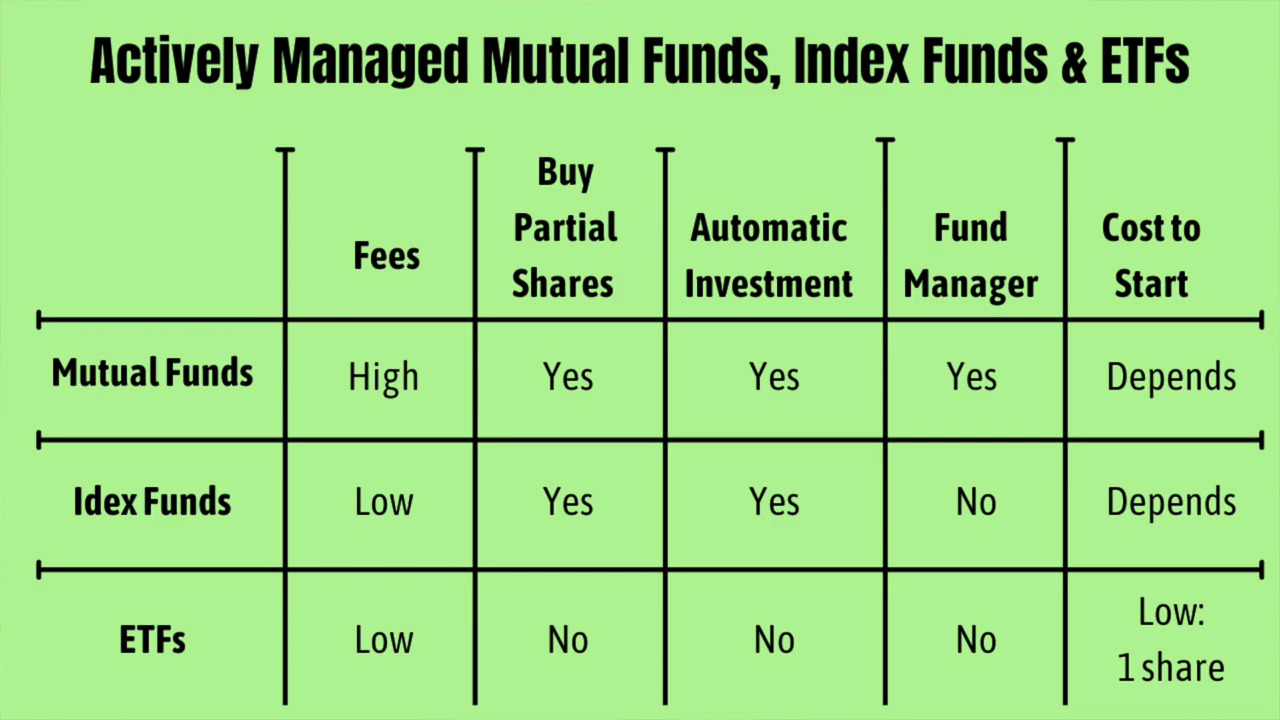 Actively Managed Mutual Funds, Index Funds & ETFs
Fees
Buy
Partial
Shares
Automatic
Investment
Fund
Manager
Cost to
Start
Mutual Funds
High
Yes
Yes
Yes
Depends
Idex Funds
Low
Yes
Yes
No
Depends
ETFs
Low
No
No
No
Low:
1 share